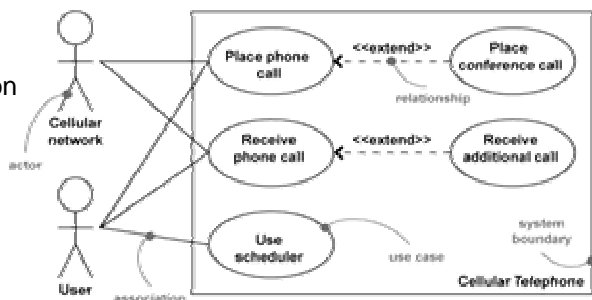 on
Cellular
network
actor
User
association
Place phone
call
<<extend>>
Place
conference call
relationship
Receive
phone call
<<extend>>
Receive
additional call
Use
scheduler
use case
system
boundary
Cellular Telephone